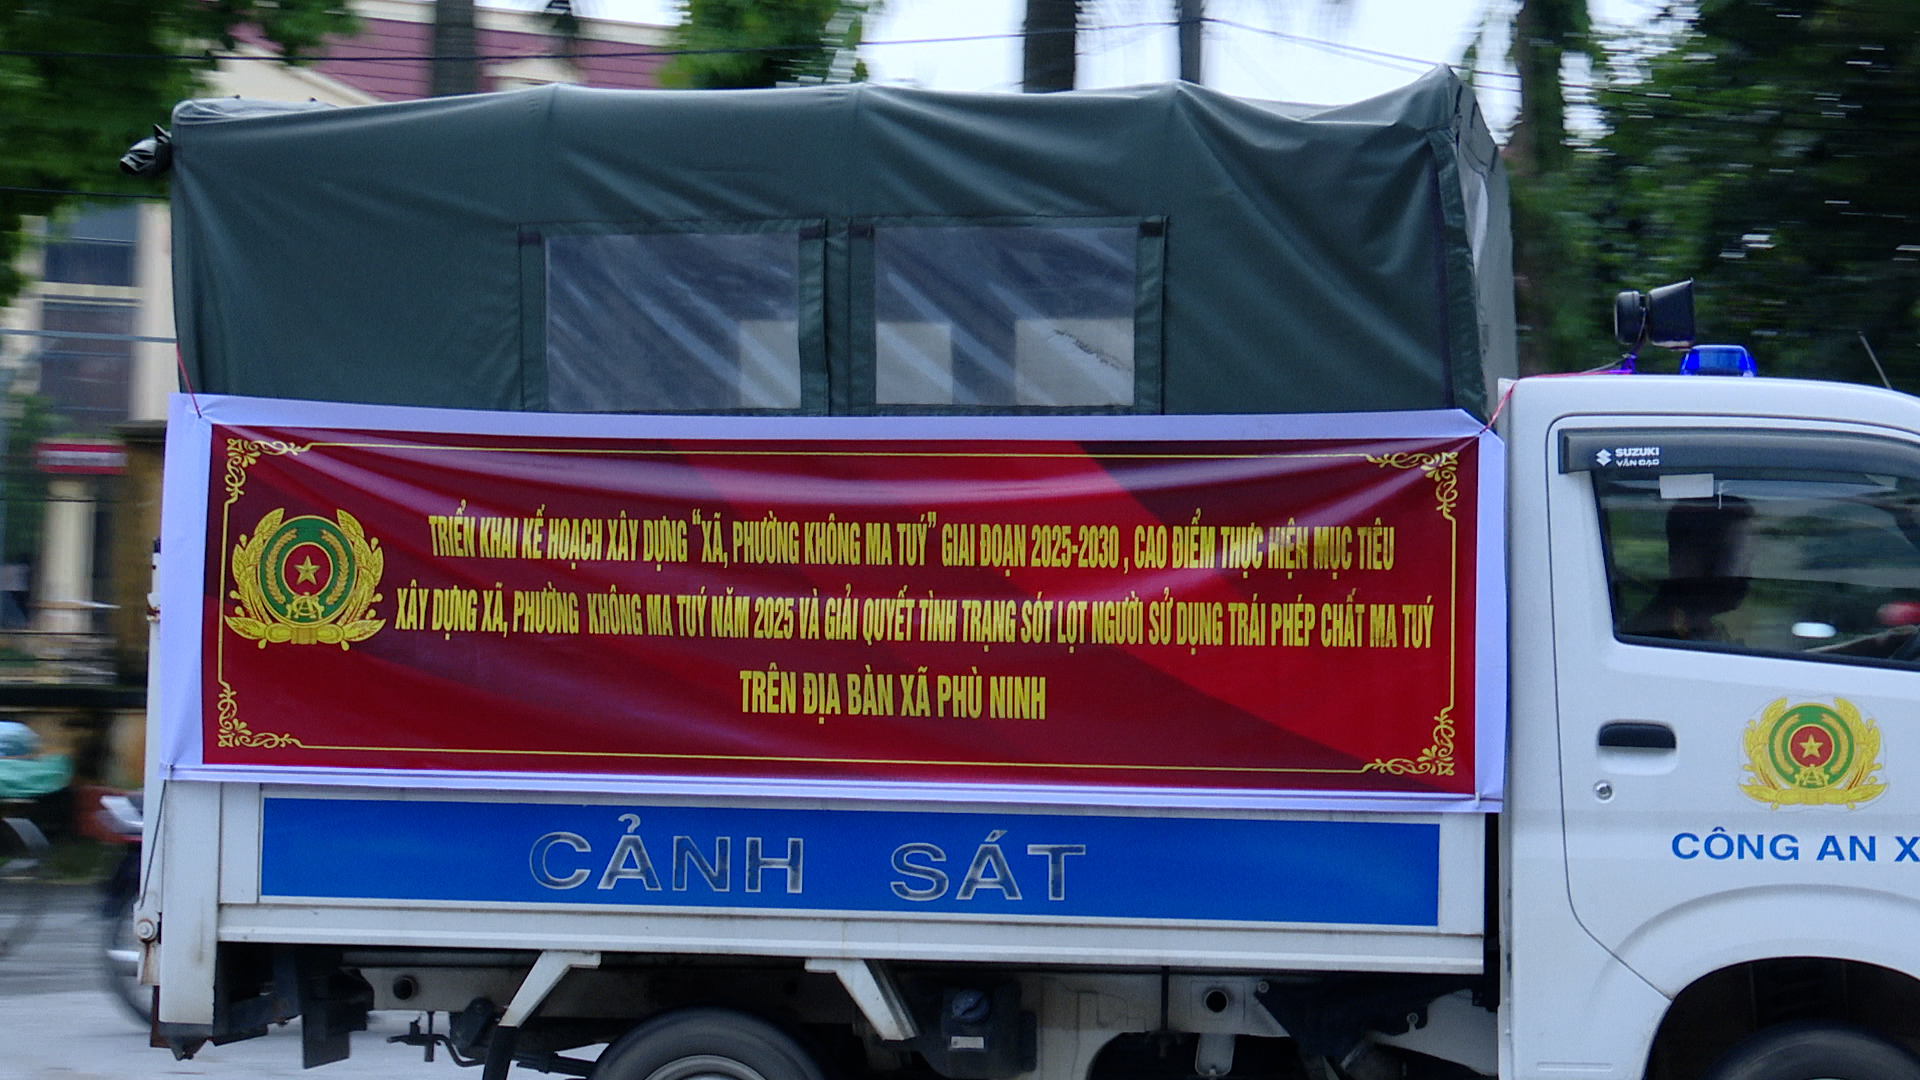 SUZUKI
VÂN ĐẠO
TRIỂN KHAI KẾ HOẠCH XÂY DỰNG “XÃ, PHƯỜNG KHÔNG MA TUÝ” GIAI ĐOẠN 2025-2030 , CAO ĐIỂM THỰC HIỆN MỤC TIÊU
XÂY DỰNG XÃ, PHƯỜNG KHÔNG MA TUÝ NĂM 2025 VÀ GIẢI QUYẾT TÌNH TRẠNG SÓT LỌT NGƯỜI SỬ DỤNG TRÁI PHÉP CHẤT MA TUÝ
TRÊN ĐỊA BÀN XÃ PHÙ NINH
CẢNH SÁT
CÔNG AN X